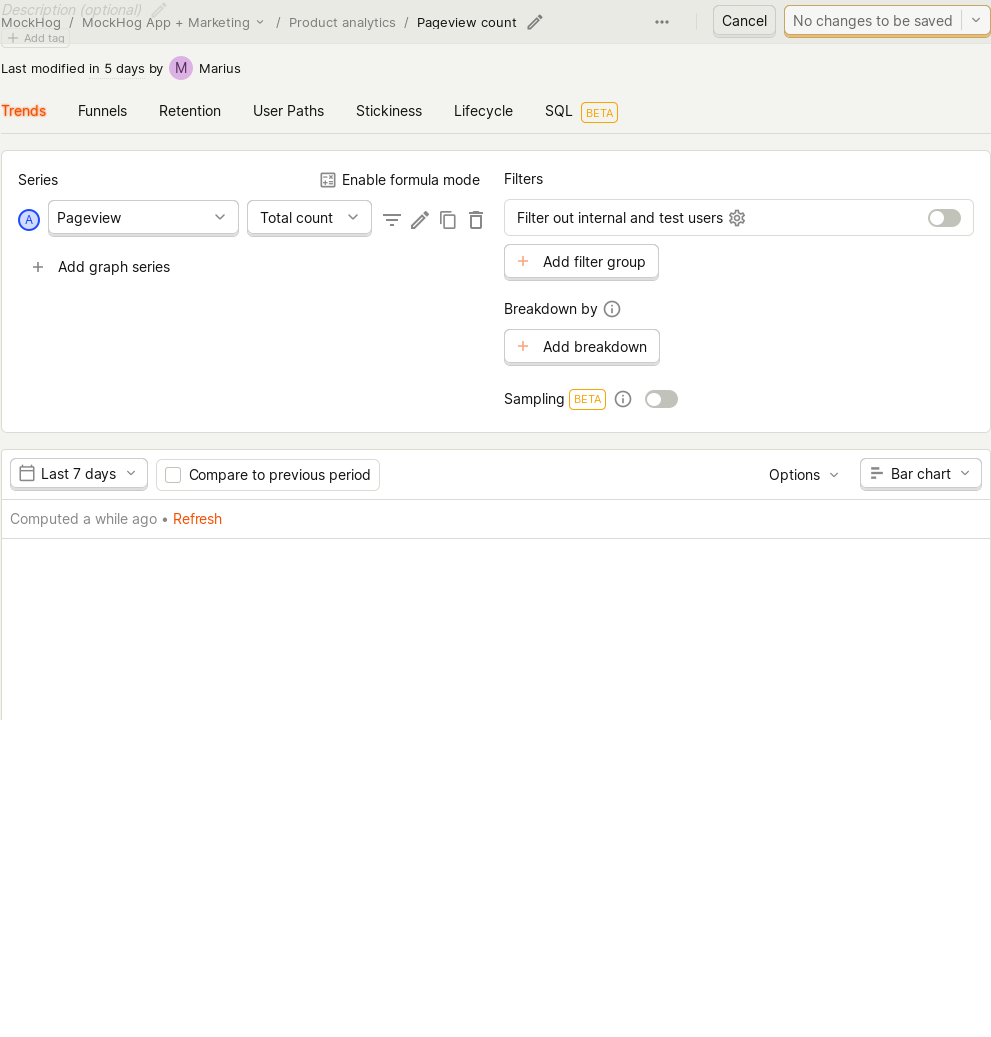 Description (optional)
MockHog / MockHog App + Marketing / Product analytics / Pageview count
Cancel
No changes to be saved
Add tag
Last modified in 5 days by M Marius
Trends Funnels Retention User Paths Stickiness Lifecycle SQL BETA
Series
Enable formula mode
A Pageview Total count
Add graph series
Filters
Filter out internal and test users
Add filter group
Breakdown by
Add breakdown
Sampling BETA
Last 7 days Compare to previous period Options Bar chart
Computed a while ago • Refresh